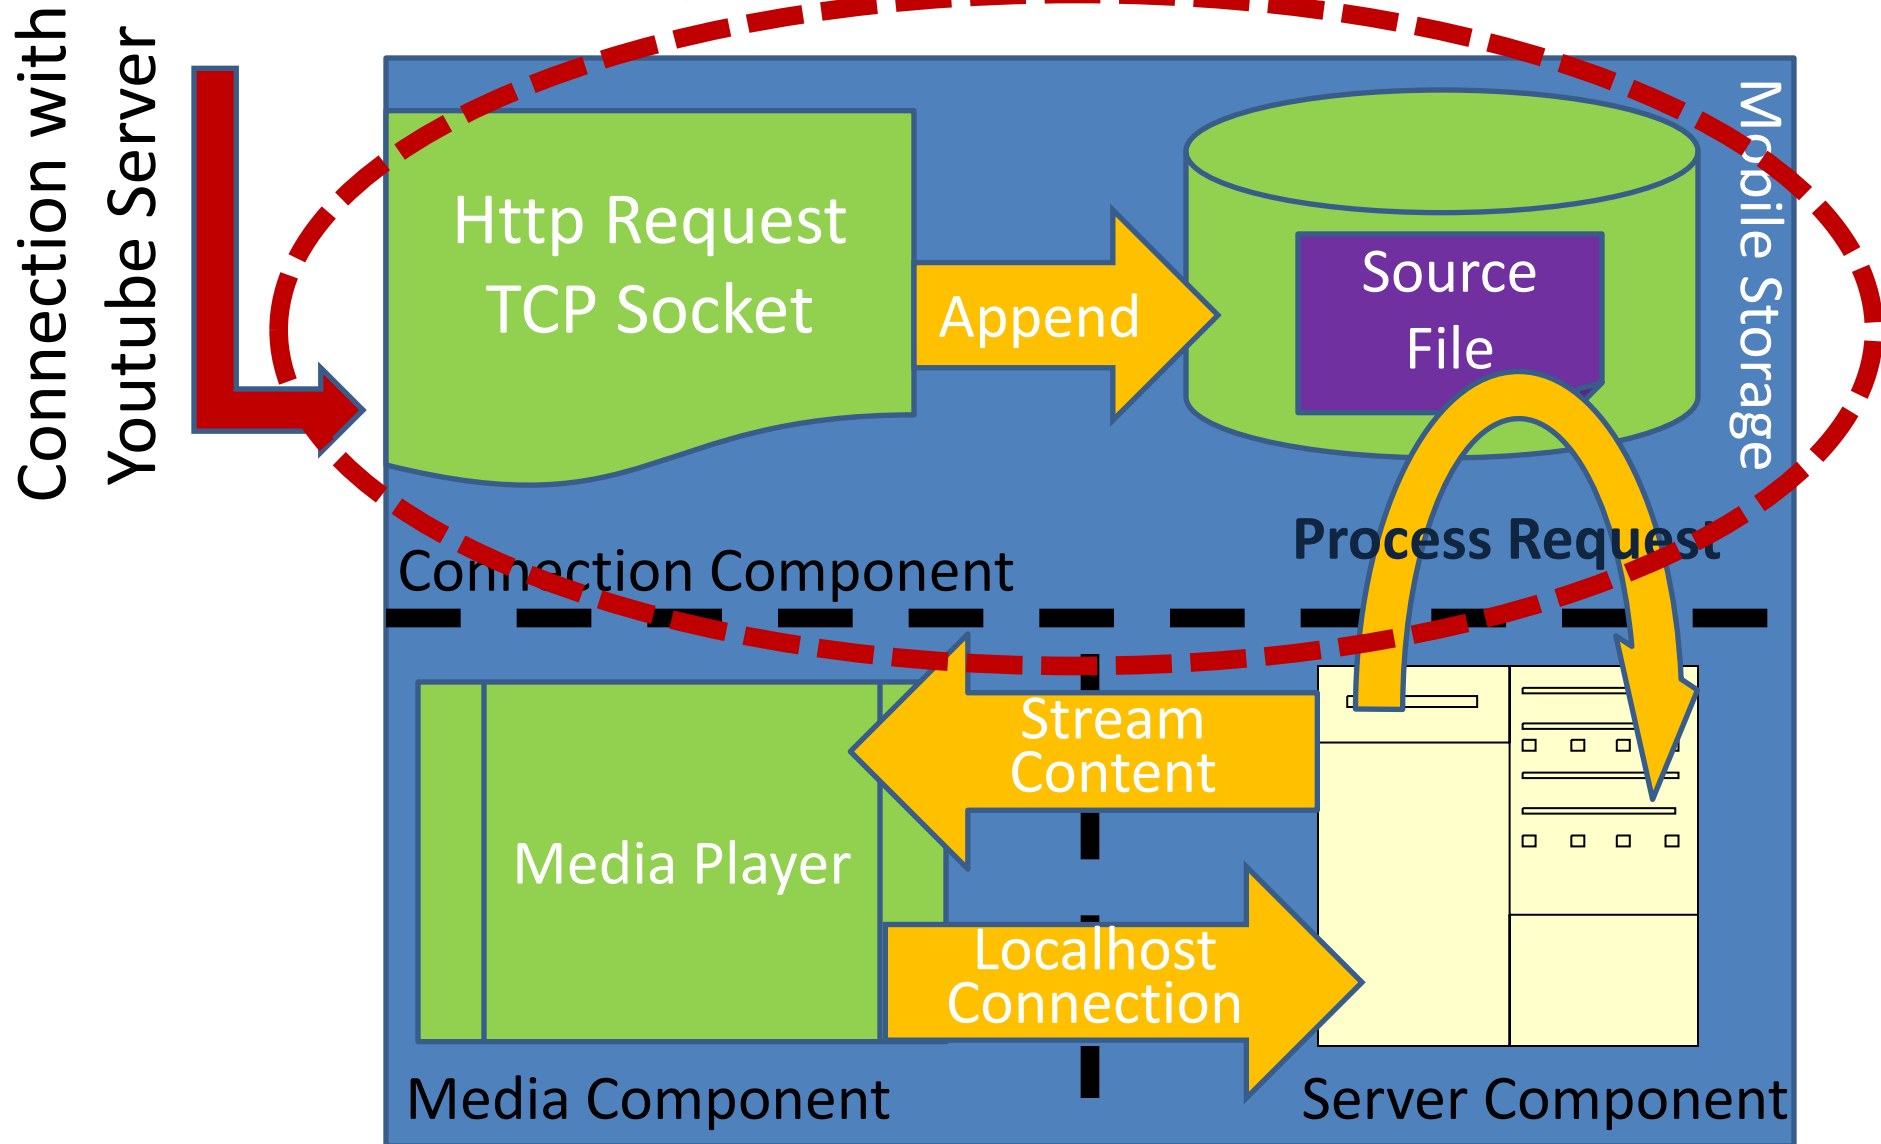 Connection with
Youtube Server
Http Request
TCP Socket
Append
Source
File
Mobile Storage
Process Request
Connection Component
Stream
Content
Media Player
Localhost
Connection
Media Component
Server Component